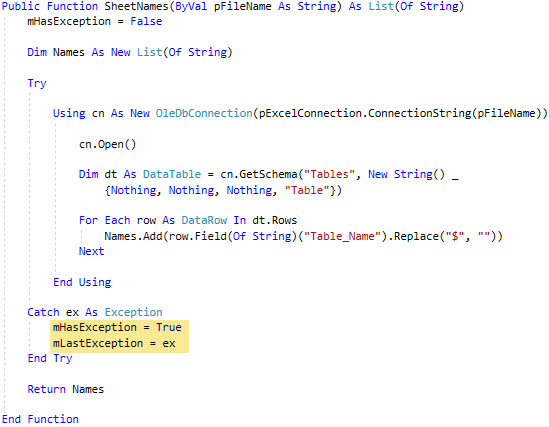 Public Function SheetNames(ByVal pFileName As String) As List(Of String)
mHasException = False
Dim Names As New List(Of String)
Try
Using cn As New OleDbConnection(pExcelConnection.ConnectionString(pFileName))
cn.Open()
Dim dt As DataTable = cn.GetSchema("Tables", New String() _
{Nothing, Nothing, Nothing, "Table"})
For Each row As DataRow In dt.Rows
Names.Add(row.Field(Of String)("Table_Name").Replace("$", ""))
Next
End Using
Catch ex As Exception
mHasException = True
mLastException = ex
End Try
Return Names
End Function